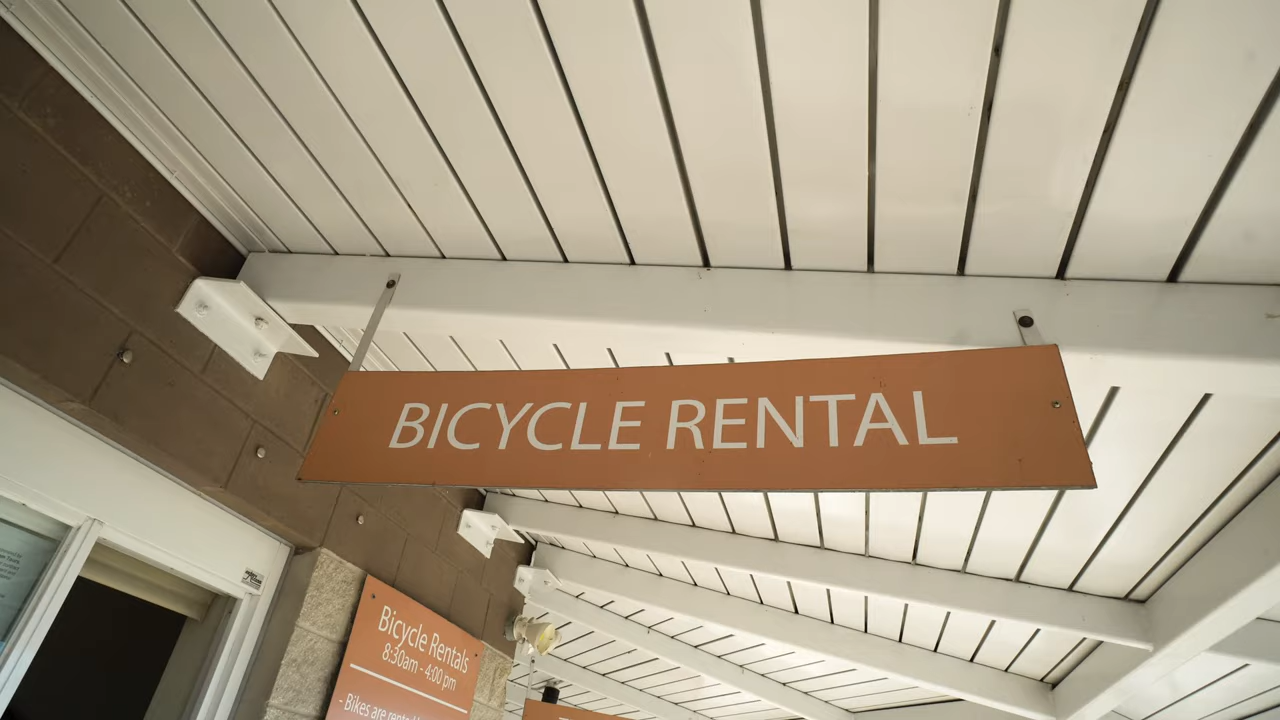 BICYCLE RENTAL
Bicycle Rentals
8:30am - 4:00 pm
- Bikes are